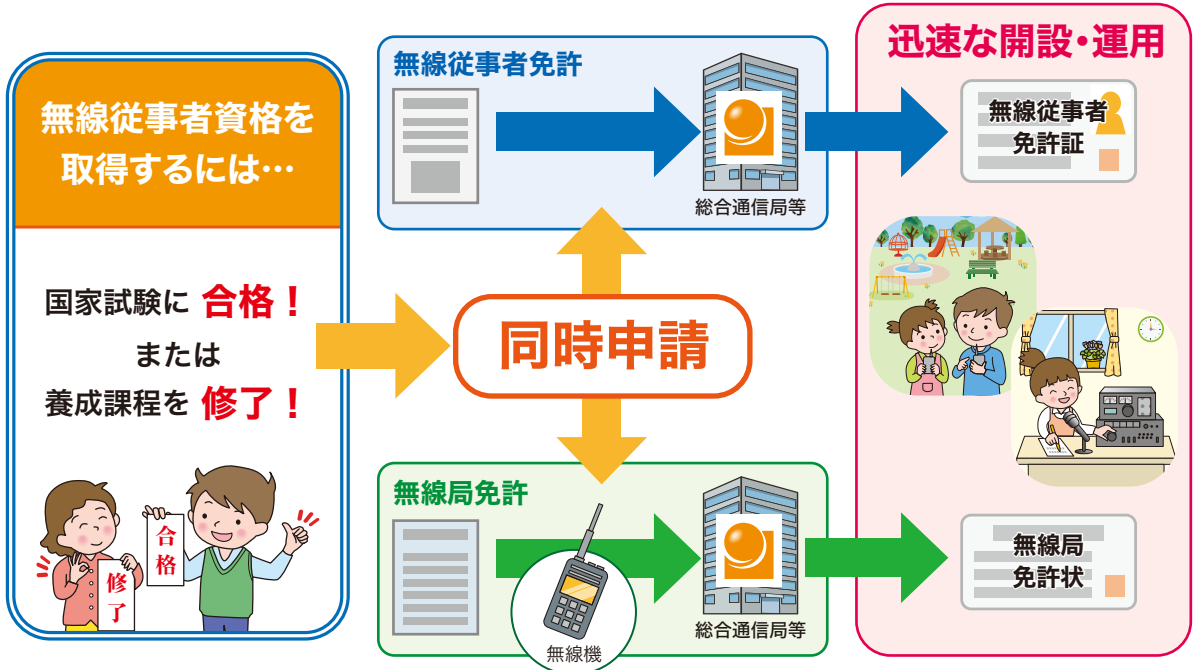 無線従事者資格を
取得するには…
国家試験に 合格！
または
養成課程を 修了！
合格
修了
同時申請
無線従事者免許
総合通信局等
無線局免許
無線機
総合通信局等
迅速な開設・運用
無線従事者
免許証
無線局
免許状